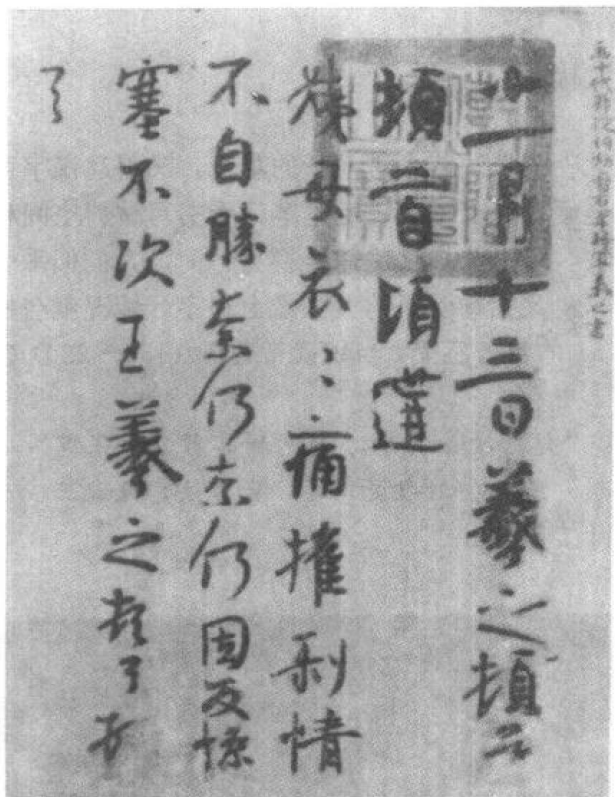 十一月十三日羲之頓首
頓首頃遘
姨母哀〻痛摧剝情
不自勝奈何奈何因反慘
塞不次王羲之頓首頓
首